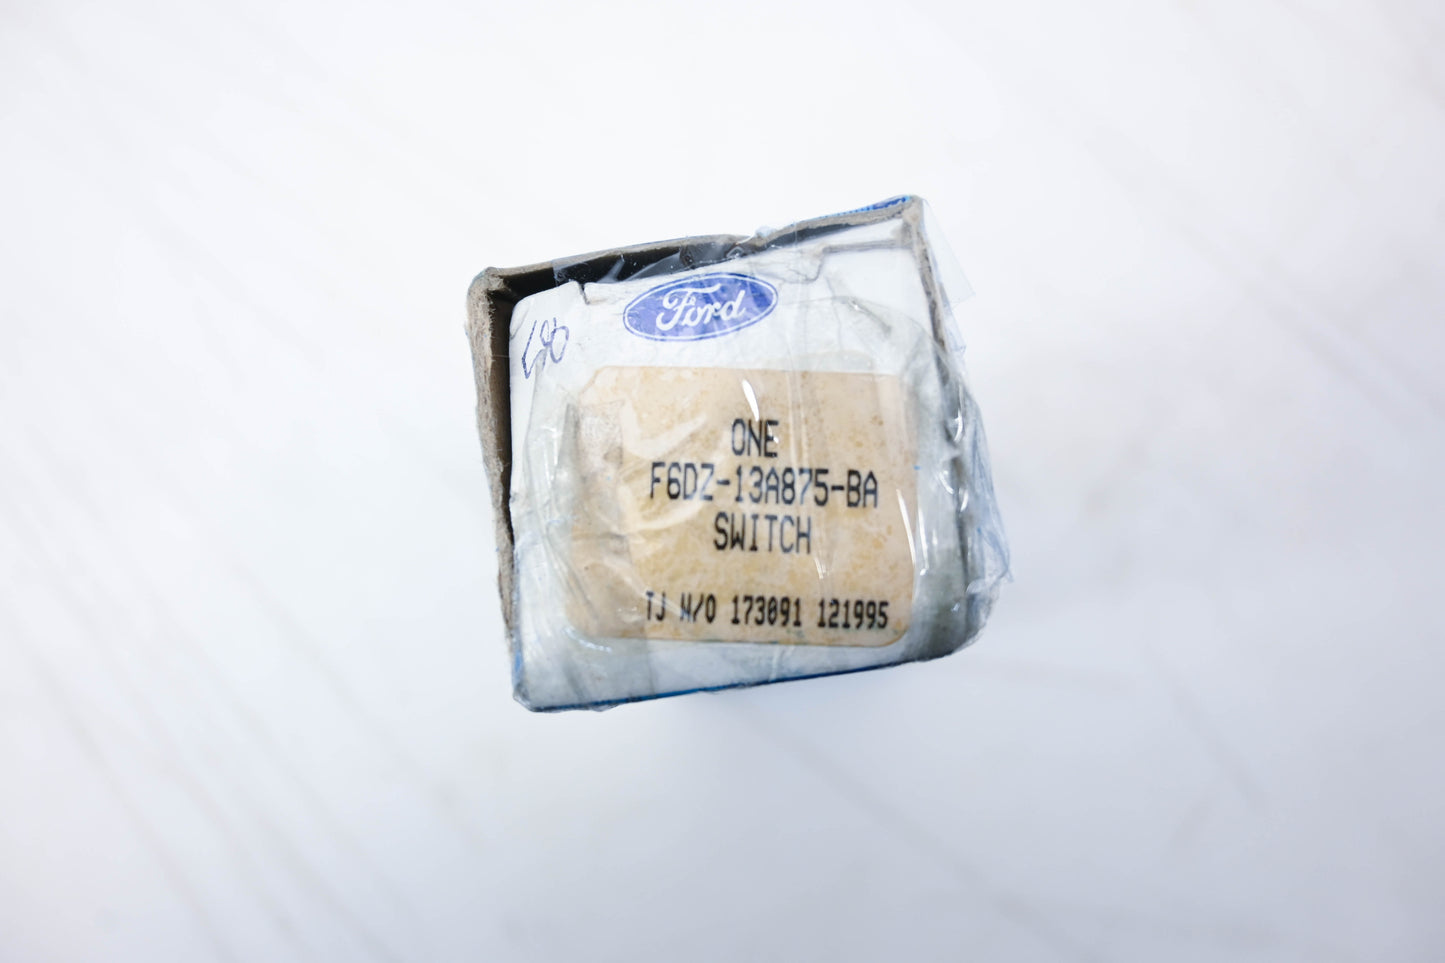 Ford
ONE
F6DZ-13A875-BA
SWITCH
TJ W/O 173091 121995